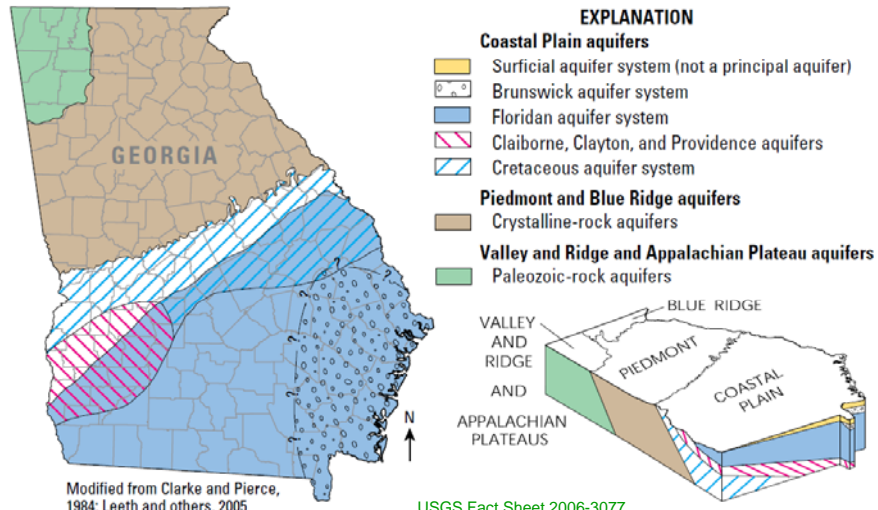 GEORGIA
?
?
?
?
?
?
N
Modified from Clarke and Pierce,
1984; Leeth and others, 2005
EXPLANATION
Coastal Plain aquifers
Surficial aquifer system (not a principal aquifer)
Brunswick aquifer system
Floridan aquifer system
Claiborne, Clayton, and Providence aquifers
Cretaceous aquifer system
Piedmont and Blue Ridge aquifers
Crystalline-rock aquifers
Valley and Ridge and Appalachian Plateau aquifers
Paleozoic-rock aquifers
BLUE RIDGE
VALLEY
AND
RIDGE
AND
APPALACHIAN
PLATEAUS
PIEDMONT
COASTAL
PLAIN
USGS Fact Sheet 2006-3077